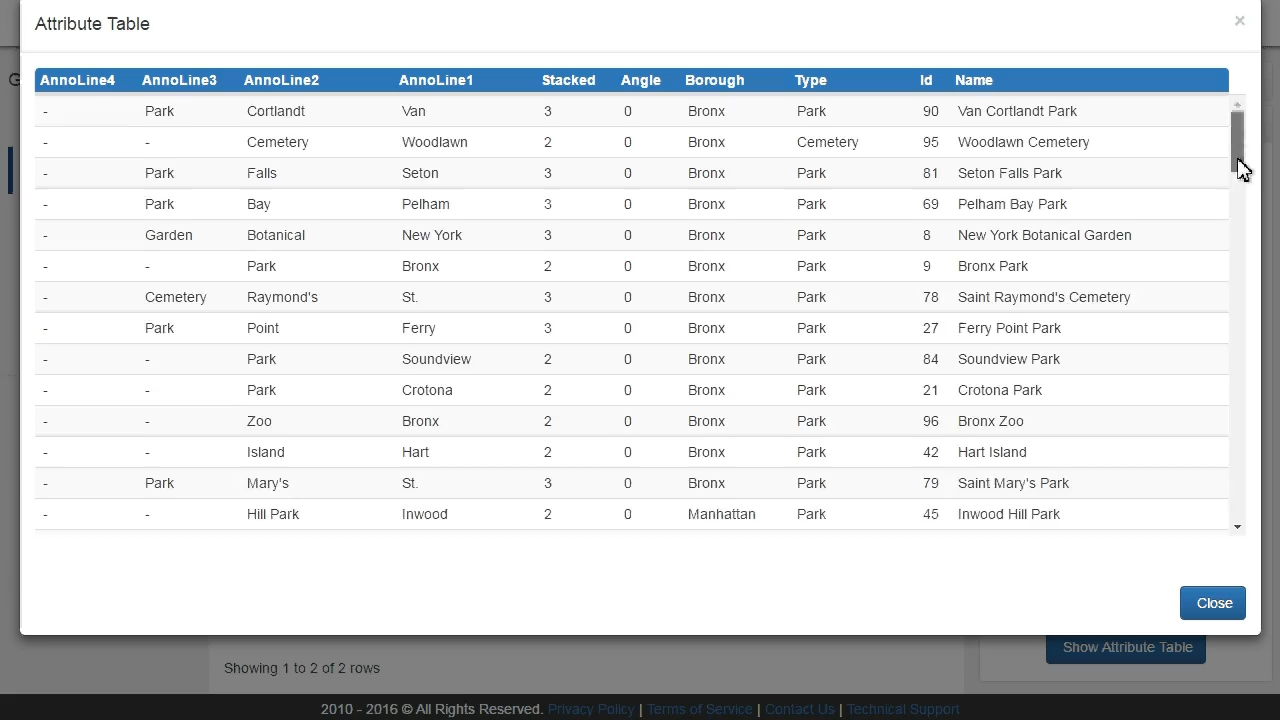 Attribute Table ×
G
AnnoLine4 AnnoLine3 AnnoLine2 AnnoLine1 Stacked Angle Borough Type Id Name
- Park Cortlandt Van 3 0 Bronx Park 90 Van Cortlandt Park
- - Cemetery Woodlawn 2 0 Bronx Cemetery 95 Woodlawn Cemetery
- Park Falls Seton 3 0 Bronx Park 81 Seton Falls Park
- Park Bay Pelham 3 0 Bronx Park 69 Pelham Bay Park
- Garden Botanical New York 3 0 Bronx Park 8 New York Botanical Garden
- - Park Bronx 2 0 Bronx Park 9 Bronx Park
- Cemetery Raymond's St. 3 0 Bronx Park 78 Saint Raymond's Cemetery
- Park Point Ferry 3 0 Bronx Park 27 Ferry Point Park
- - Park Soundview 2 0 Bronx Park 84 Soundview Park
- - Park Crotona 2 0 Bronx Park 21 Crotona Park
- - Zoo Bronx 2 0 Bronx Park 96 Bronx Zoo
- - Island Hart 2 0 Bronx Park 42 Hart Island
- Park Mary's St. 3 0 Bronx Park 79 Saint Mary's Park
- - Hill Park Inwood 2 0 Manhattan Park 45 Inwood Hill Park
Close
Show Attribute Table
Showing 1 to 2 of 2 rows
2010 - 2016 © All Rights Reserved. Privacy Policy | Terms of Service | Contact Us | Technical Support